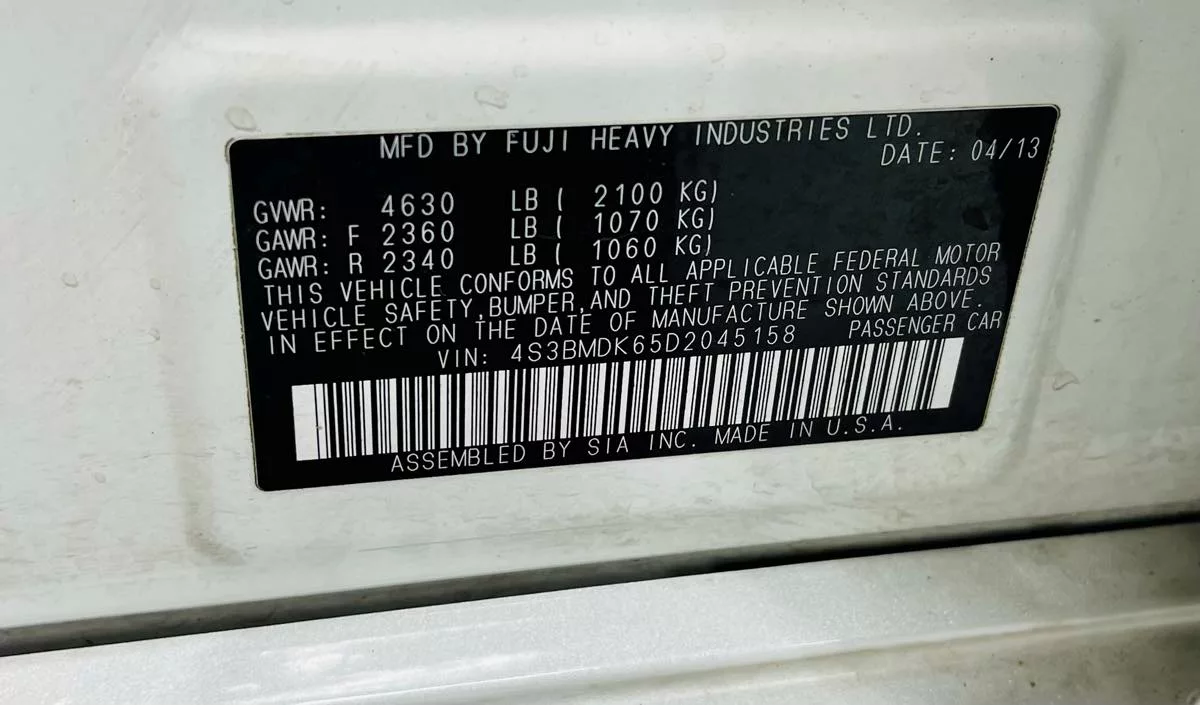 MFD BY FUJI HEAVY INDUSTRIES LTD.
DATE: 04/13
GVWR: 4630 LB ( 2100 KG)
GAWR: F 2360 LB ( 1070 KG)
GAWR: R 2340 LB ( 1060 KG)
THIS VEHICLE CONFORMS TO ALL APPLICABLE FEDERAL MOTOR
VEHICLE SAFETY,BUMPER,AND THEFT PREVENTION STANDARDS
IN EFFECT ON THE DATE OF MANUFACTURE SHOWN ABOVE.
VIN: 4S3BMDK65D2045158 PASSENGER CAR
ASSEMBLED BY SIA INC. MADE IN U.S.A.